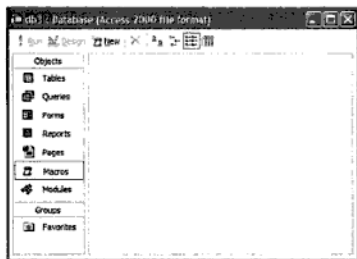 db1 : Database (Access 2000 file format)
Run Design New
Objects
Tables
Queries
Forms
Reports
Pages
Macros
Modules
Groups
Favorites